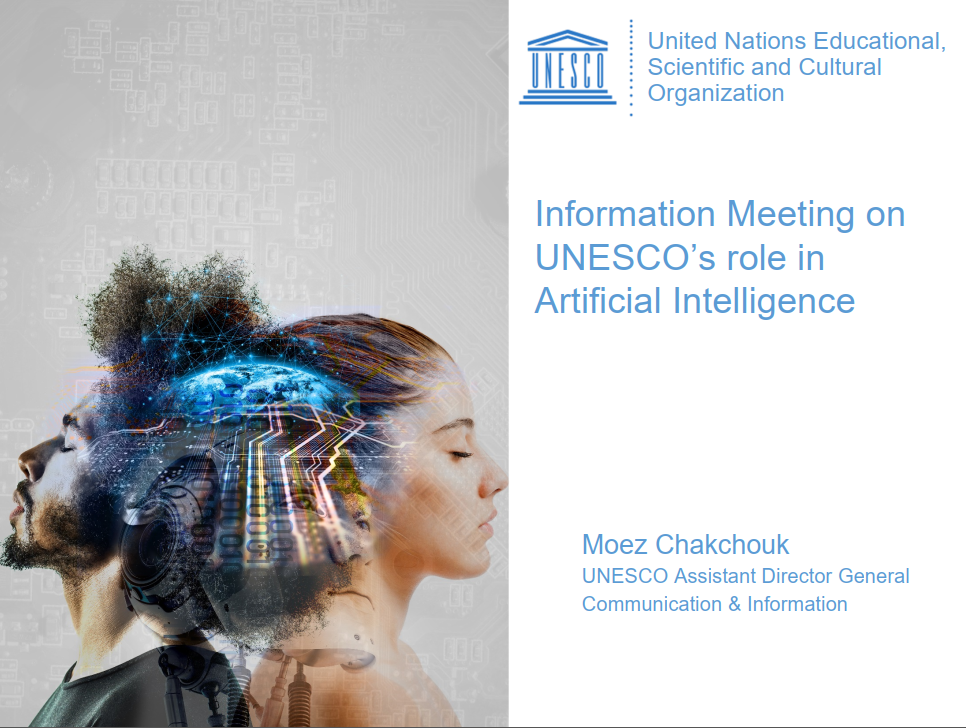 UNESCO
United Nations Educational,
Scientific and Cultural
Organization
Information Meeting on
UNESCO’s role in
Artificial Intelligence
Moez Chakchouk
UNESCO Assistant Director General
Communication & Information